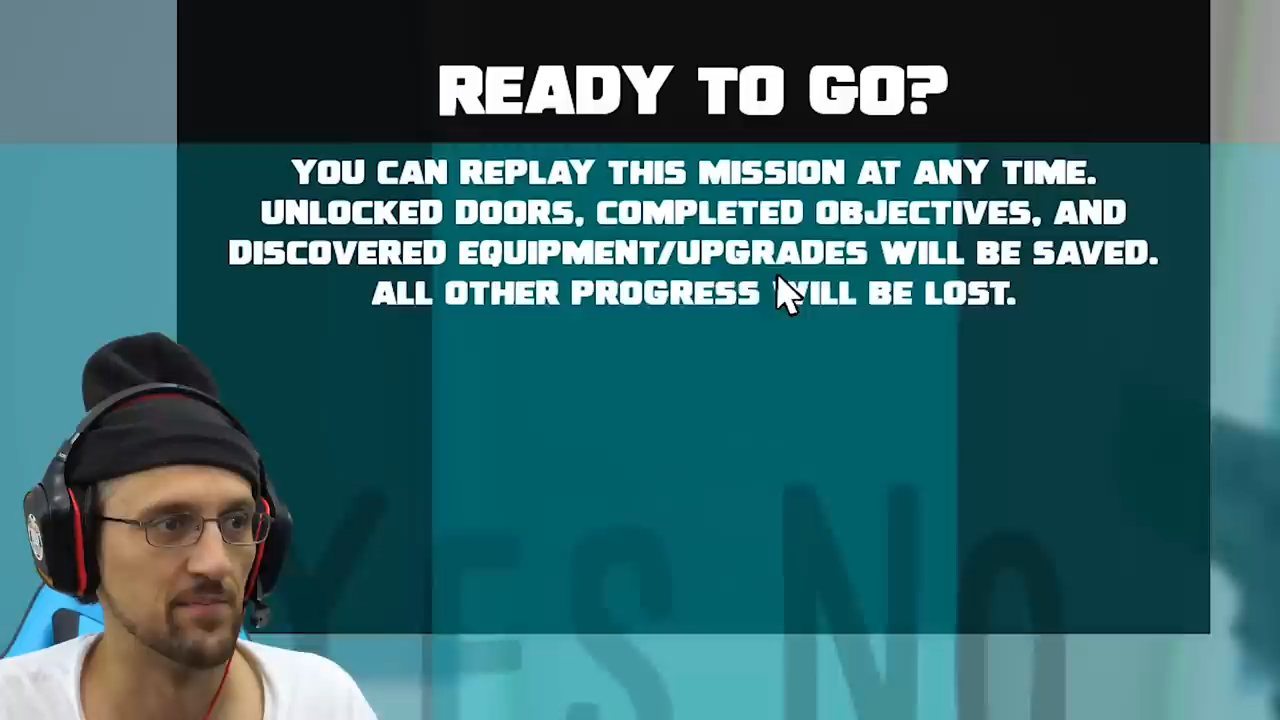 READY TO GO?
YOU CAN REPLAY THIS MISSION AT ANY TIME.
UNLOCKED DOORS, COMPLETED OBJECTIVES, AND
DISCOVERED EQUIPMENT/UPGRADES WILL BE SAVED.
ALL OTHER PROGRESS WILL BE LOST.
YES NO